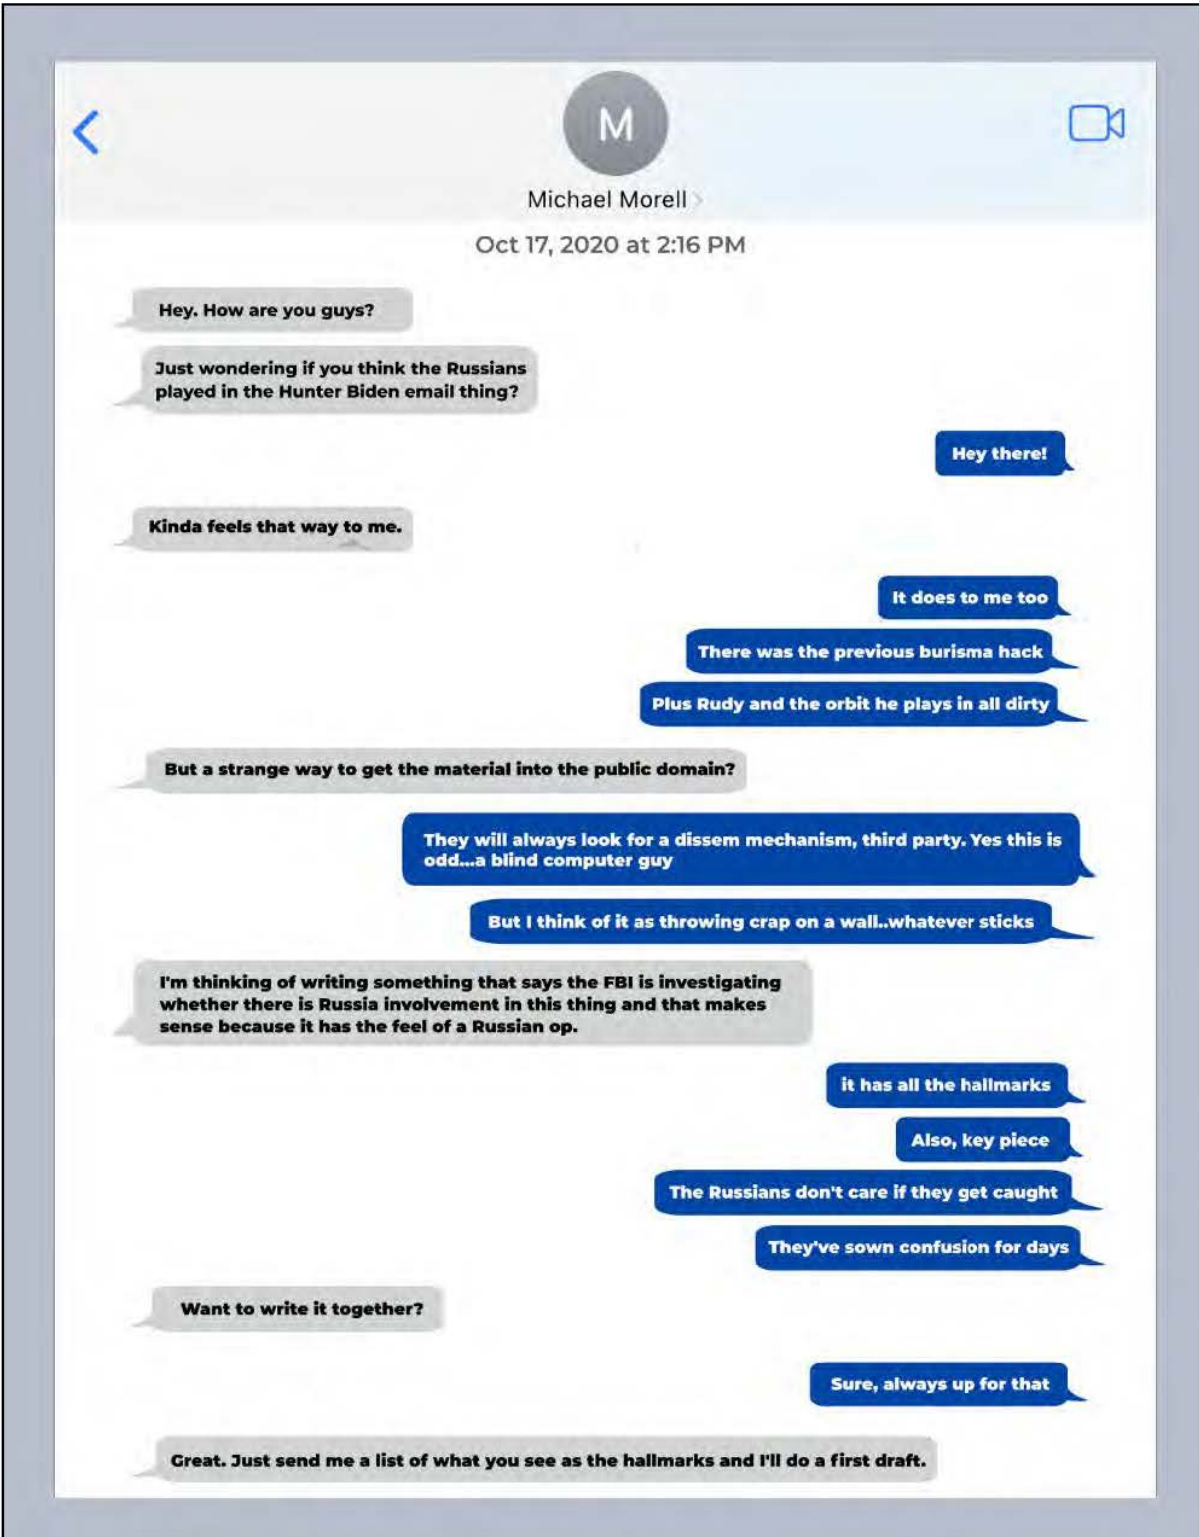 M
Michael Morell
Oct 17, 2020 at 2:16 PM
Hey. How are you guys?
Just wondering if you think the Russians
played in the Hunter Biden email thing?
Hey there!
Kinda feels that way to me.
It does to me too
There was the previous burisma hack
Plus Rudy and the orbit he plays in all dirty
But a strange way to get the material into the public domain?
They will always look for a dissem mechanism, third party. Yes this is
odd...a blind computer guy
But I think of it as throwing crap on a wall..whatever sticks
I'm thinking of writing something that says the FBI is investigating
whether there is Russia involvement in this thing and that makes
sense because it has the feel of a Russian op.
it has all the hallmarks
Also, key piece
The Russians don't care if they get caught
They've sown confusion for days
Want to write it together?
Sure, always up for that
Great. Just send me a list of what you see as the hallmarks and I'll do a first draft.